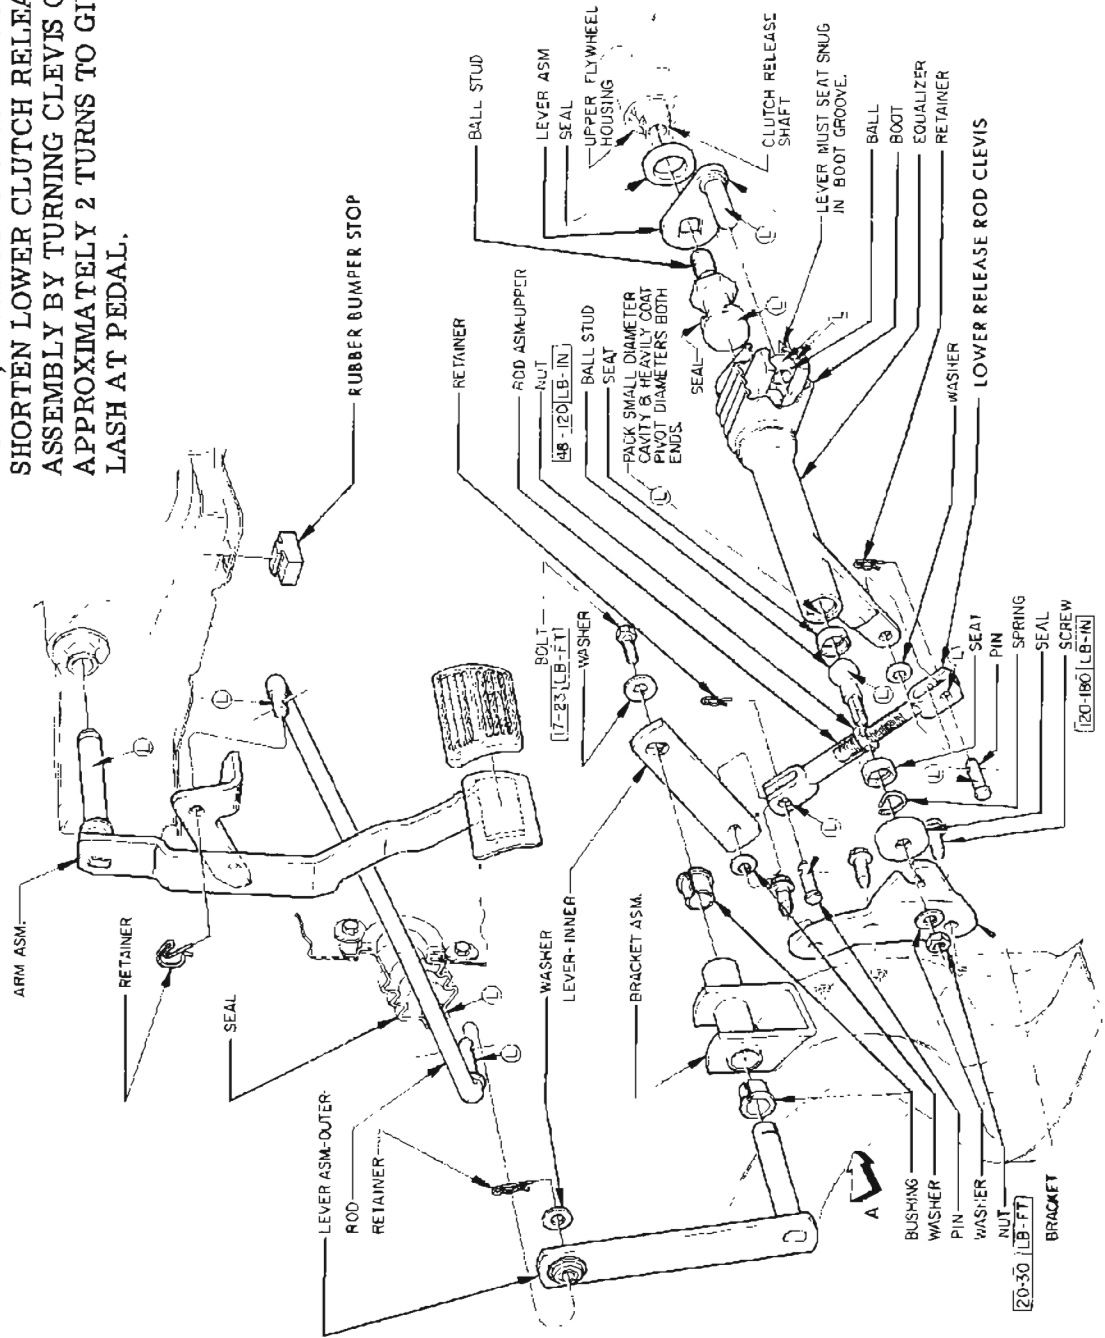 SHORTEN LOWER CLUTCH RELEA
ASSEMBLY BY TURNING CLEVIS
APPROXIMATELY 2 TURNS TO GI
LASH AT PEDAL.
RUBBER BUMPER STOP
ARM ASM.
RETAINER
SEAL
LEVER ASM-OUTER
ROD
RETAINER
WASHER
LEVER-INNER
BRACKET ASM.
BOLT
17-23 LB-FT
WASHER
RETAINER
ROD ASM-UPPER
NUT
48-120 LB-IN
BALL STUD
SEAT
PACK SMALL DIAMETER
CAVITY & HEAVILY COAT
PIVOT DIAMETERS BOTH
ENDS.
SEAL
BALL STUD
LEVER ASM
SEAL
UPPER FLYWHEEL
HOUSING
CLUTCH RELEASE
SHAFT
LEVER MUST SEAT SNUG
IN BOOT GROOVE.
BALL
BOOT
EQUALIZER
RETAINER
WASHER
LOWER RELEASE ROD CLEVIS
SEAT
PIN
SPRING
SEAL
SCREW
120-180 LB-IN
A
BUSHING
WASHER
PIN
WASHER
NUT
20-30 LB-FT
BRACKET
L
L
L
L
L
L
L
L
L
L
L
L